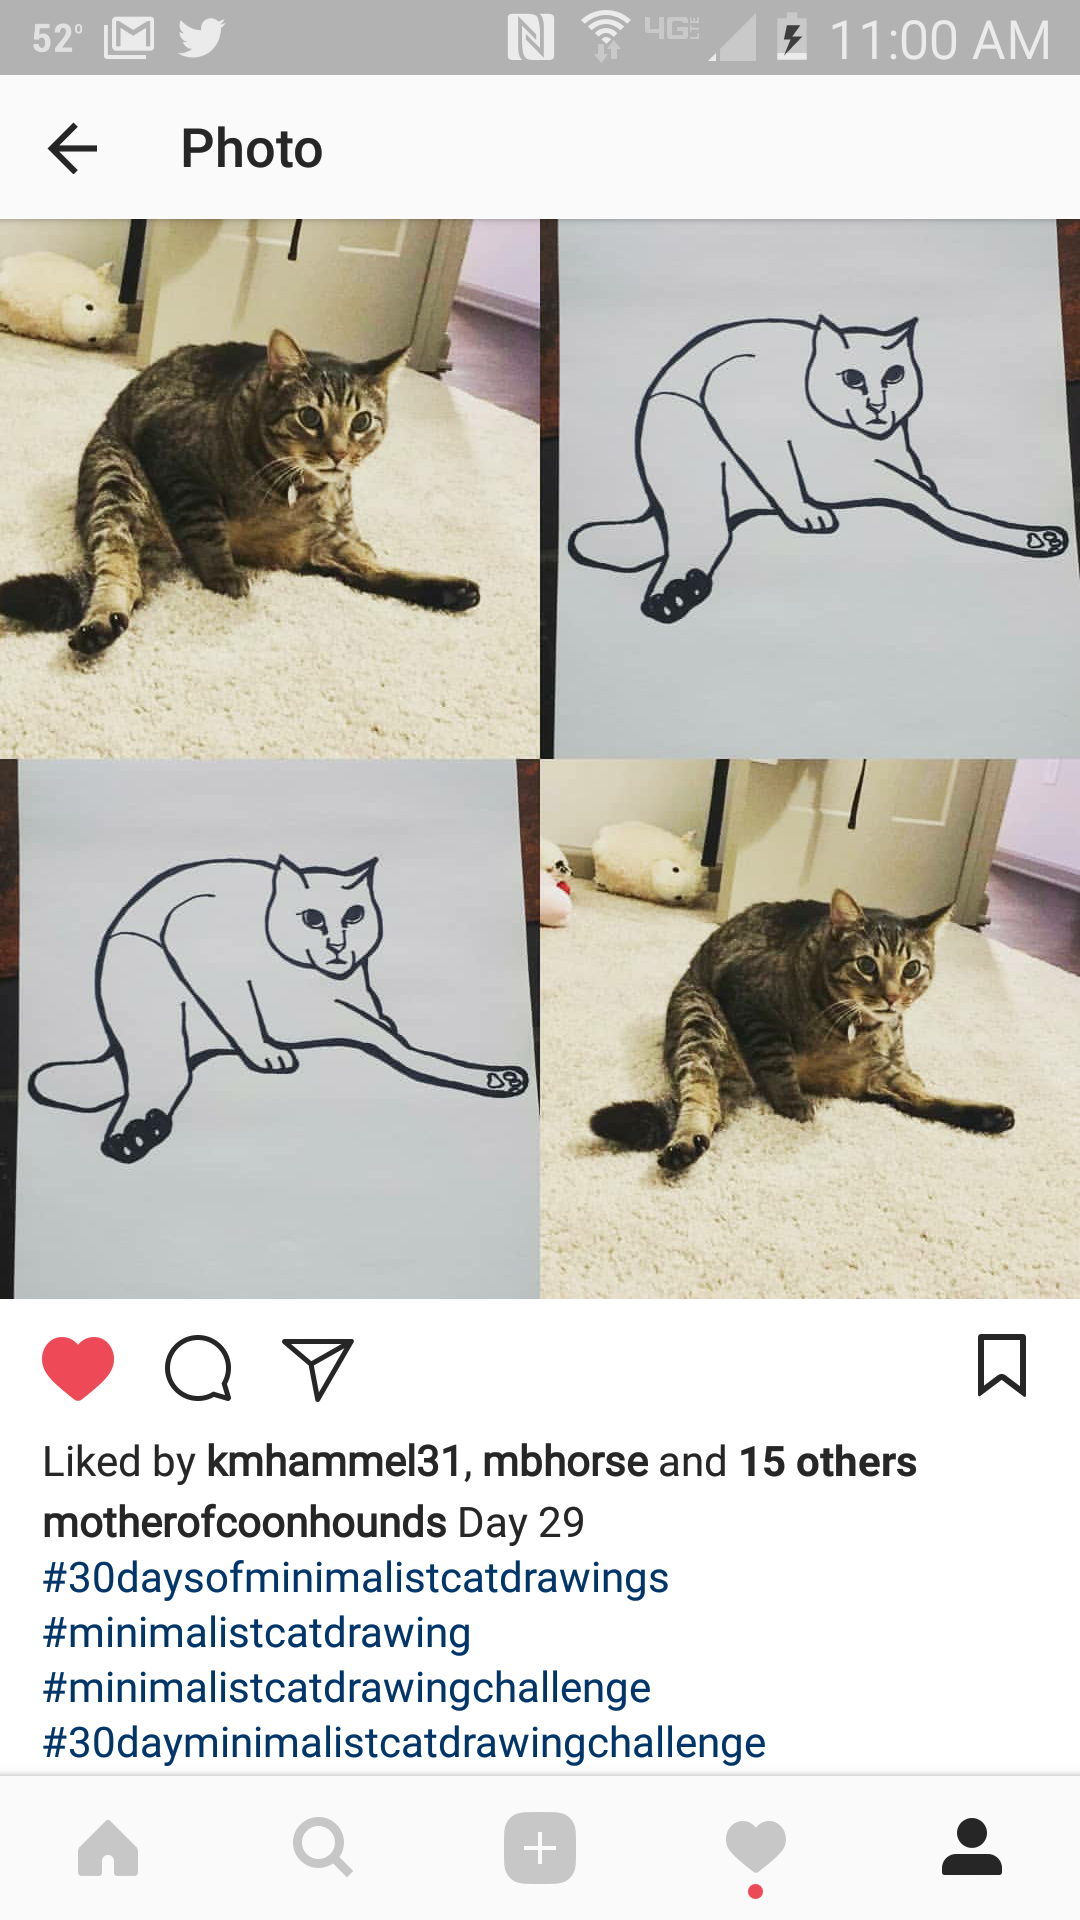 52° 4G LTE 11:00 AM
Photo
Liked by kmhammel31, mbhorse and 15 others
motherofcoonhounds Day 29
#30daysofminimalistcatdrawings
#minimalistcatdrawing
#minimalistcatdrawingchallenge
#30dayminimalistcatdrawingchallenge